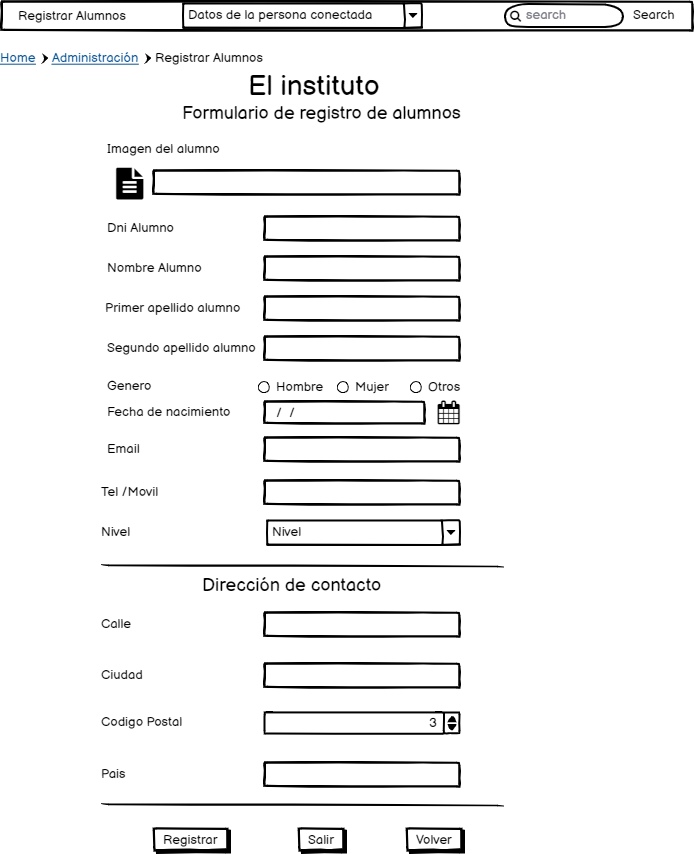 Registrar Alumnos Datos de la persona conectada search Search
Home Administración Registrar Alumnos
El instituto
Formulario de registro de alumnos
Imagen del alumno
Dni Alumno
Nombre Alumno
Primer apellido alumno
Segundo apellido alumno
Genero Hombre Mujer Otros
Fecha de nacimiento / /
Email
Tel /Movil
Nivel Nivel
Dirección de contacto
Calle
Ciudad
Codigo Postal 3
Pais
Registrar Salir Volver